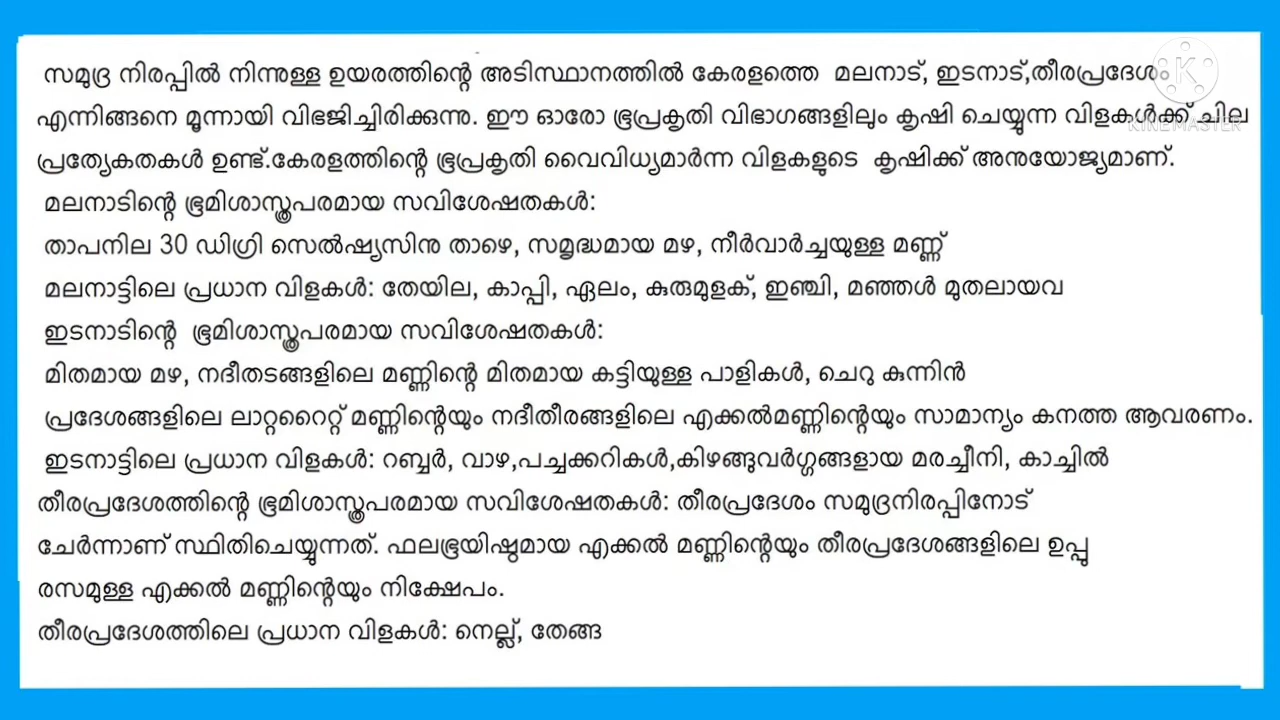 സമുദ്ര നിരപ്പിൽ നിന്നുള്ള ഉയരത്തിന്റെ അടിസ്ഥാനത്തിൽ കേരളത്തെ മലനാട്, ഇടനാട്,തീരപ്രദേശം
എന്നിങ്ങനെ മൂന്നായി വിഭജിച്ചിരിക്കുന്നു. ഈ ഓരോ ഭൂപ്രകൃതി വിഭാഗങ്ങളിലും കൃഷി ചെയ്യുന്ന വിളകൾക്ക് ചില
KINEMASTER
പ്രത്യേകതകൾ ഉണ്ട്.കേരളത്തിന്റെ ഭൂപ്രകൃതി വൈവിധ്യമാർന്ന വിളകളുടെ കൃഷിക്ക് അനുയോജ്യമാണ്.
മലനാടിന്റെ ഭൂമിശാസ്ത്രപരമായ സവിശേഷതകൾ:
താപനില 30 ഡിഗ്രി സെൽഷ്യസിനു താഴെ, സമൃദ്ധമായ മഴ, നീർവാർച്ചയുള്ള മണ്ണ്
മലനാട്ടിലെ പ്രധാന വിളകൾ: തേയില, കാപ്പി, ഏലം, കുരുമുളക്, ഇഞ്ചി, മഞ്ഞൾ മുതലായവ
ഇടനാടിന്റെ ഭൂമിശാസ്ത്രപരമായ സവിശേഷതകൾ:
മിതമായ മഴ, നദീതടങ്ങളിലെ മണ്ണിന്റെ മിതമായ കട്ടിയുള്ള പാളികൾ, ചെറു കുന്നിൻ
പ്രദേശങ്ങളിലെ ലാറ്ററൈറ്റ് മണ്ണിന്റെയും നദീതീരങ്ങളിലെ എക്കൽമണ്ണിന്റെയും സാമാന്യം കനത്ത ആവരണം.
ഇടനാട്ടിലെ പ്രധാന വിളകൾ: റബ്ബർ, വാഴ,പച്ചക്കറികൾ,കിഴങ്ങുവർഗ്ഗങ്ങളായ മരച്ചീനി, കാച്ചിൽ
തീരപ്രദേശത്തിന്റെ ഭൂമിശാസ്ത്രപരമായ സവിശേഷതകൾ: തീരപ്രദേശം സമുദ്രനിരപ്പിനോട്
ചേർന്നാണ് സ്ഥിതിചെയ്യുന്നത്. ഫലഭൂയിഷ്ഠമായ എക്കൽ മണ്ണിന്റെയും തീരപ്രദേശങ്ങളിലെ ഉപ്പു
രസമുള്ള എക്കൽ മണ്ണിന്റെയും നിക്ഷേപം.
തീരപ്രദേശത്തിലെ പ്രധാന വിളകൾ: നെല്ല്, തേങ്ങ